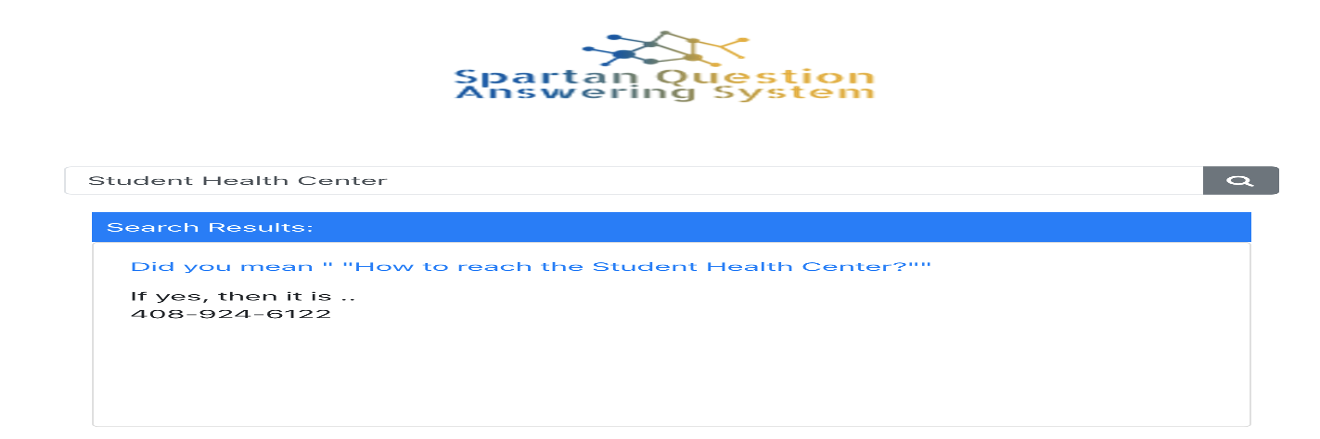 Spartan Question
Answering System
Student Health Center
Search Results:
Did you mean " "How to reach the Student Health Center?""
If yes, then it is ..
408-924-6122